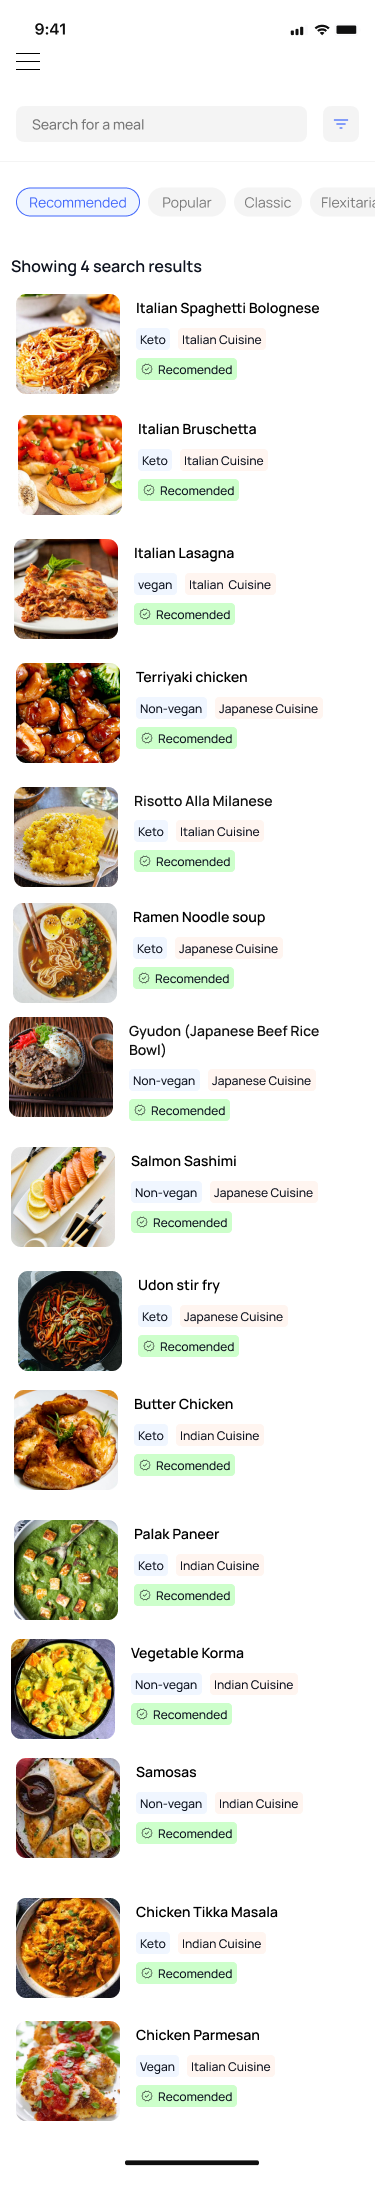 9:41
Search for a meal
Recommended Popular Classic Flexitaria
Showing 4 search results
Italian Spaghetti Bolognese
Keto Italian Cuisine
Recomended
Italian Bruschetta
Keto Italian Cuisine
Recomended
Italian Lasagna
vegan Italian Cuisine
Recomended
Terriyaki chicken
Non-vegan Japanese Cuisine
Recomended
Risotto Alla Milanese
Keto Italian Cuisine
Recomended
Ramen Noodle soup
Keto Japanese Cuisine
Recomended
Gyudon (Japanese Beef Rice
Bowl)
Non-vegan Japanese Cuisine
Recomended
Salmon Sashimi
Non-vegan Japanese Cuisine
Recomended
Udon stir fry
Keto Japanese Cuisine
Recomended
Butter Chicken
Keto Indian Cuisine
Recomended
Palak Paneer
Keto Indian Cuisine
Recomended
Vegetable Korma
Non-vegan Indian Cuisine
Recomended
Samosas
Non-vegan Indian Cuisine
Recomended
Chicken Tikka Masala
Keto Indian Cuisine
Recomended
Chicken Parmesan
Vegan Italian Cuisine
Recomended